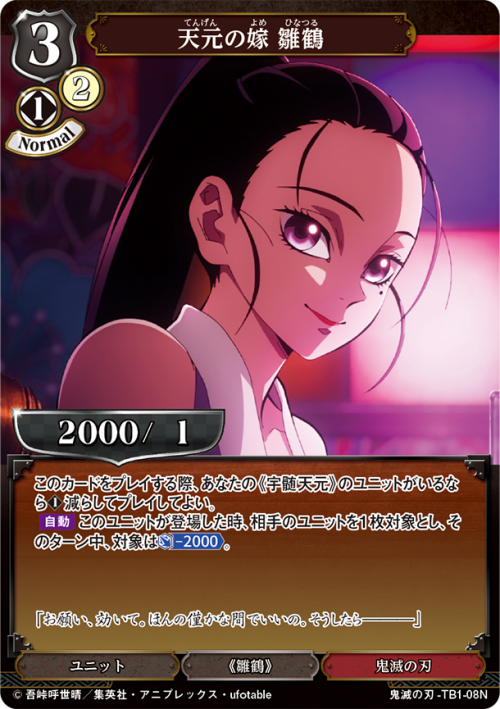 3
てんげん よめ ひなつる
天元の嫁 雛鶴
1
2
Normal
2000/ 1
このカードをプレイする際、あなたの《宇髄天元》のユニットがいるな
ら1減らしてプレイしてよい。
自動 このユニットが登場した時、相手のユニットを1枚対象とし、そ
のターン中、対象は-2000。
「お願い、効いて。ほんの僅かな間でいいの。そうしたら―――」
ユニット
《雛鶴》
鬼滅の刃
© 吾峠呼世晴／集英社・アニプレックス・ufotable
鬼滅の刃 -TB1-08N